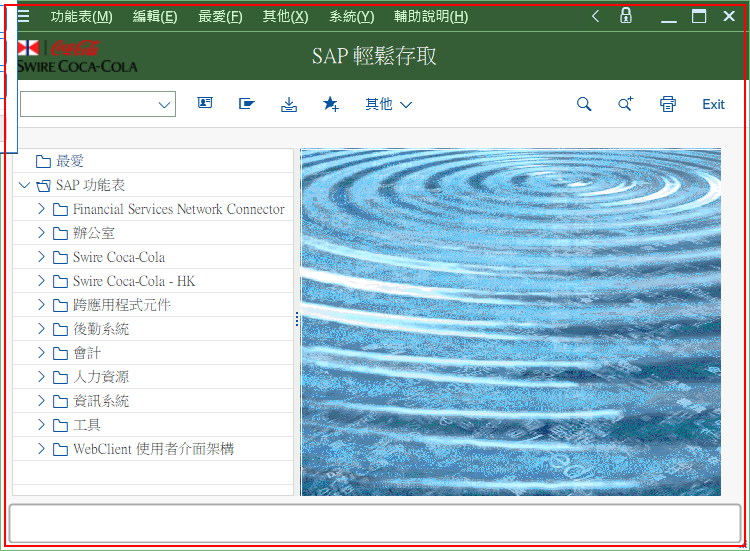 功能表(M) 編輯(E) 最愛(F) 其他(X) 系統(Y) 輔助說明(H)
Coca-Cola
SWIRE COCA-COLA
SAP 輕鬆存取
其他
Exit
最愛
SAP 功能表
Financial Services Network Connector
辦公室
Swire Coca-Cola
Swire Coca-Cola - HK
跨應用程式元件
後勤系統
會計
人力資源
資訊系統
工具
WebClient 使用者介面架構